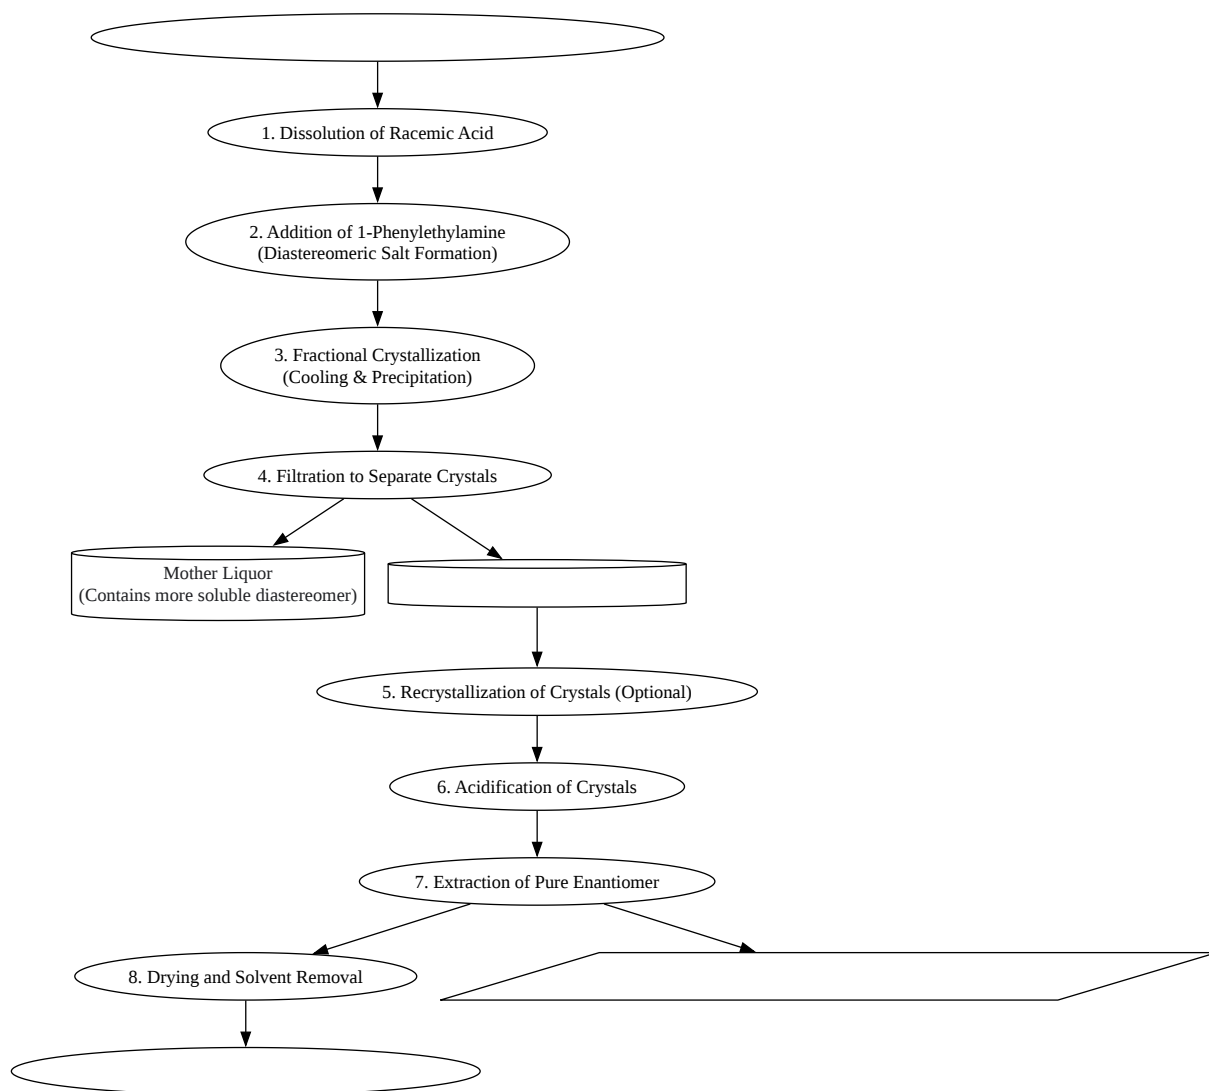 1. Dissolution of Racemic Acid
2. Addition of 1-Phenylethylamine
(Diastereomeric Salt Formation)
3. Fractional Crystallization
(Cooling & Precipitation)
4. Filtration to Separate Crystals
Mother Liquor
(Contains more soluble diastereomer)
5. Recrystallization of Crystals (Optional)
6. Acidification of Crystals
7. Extraction of Pure Enantiomer
8. Drying and Solvent Removal